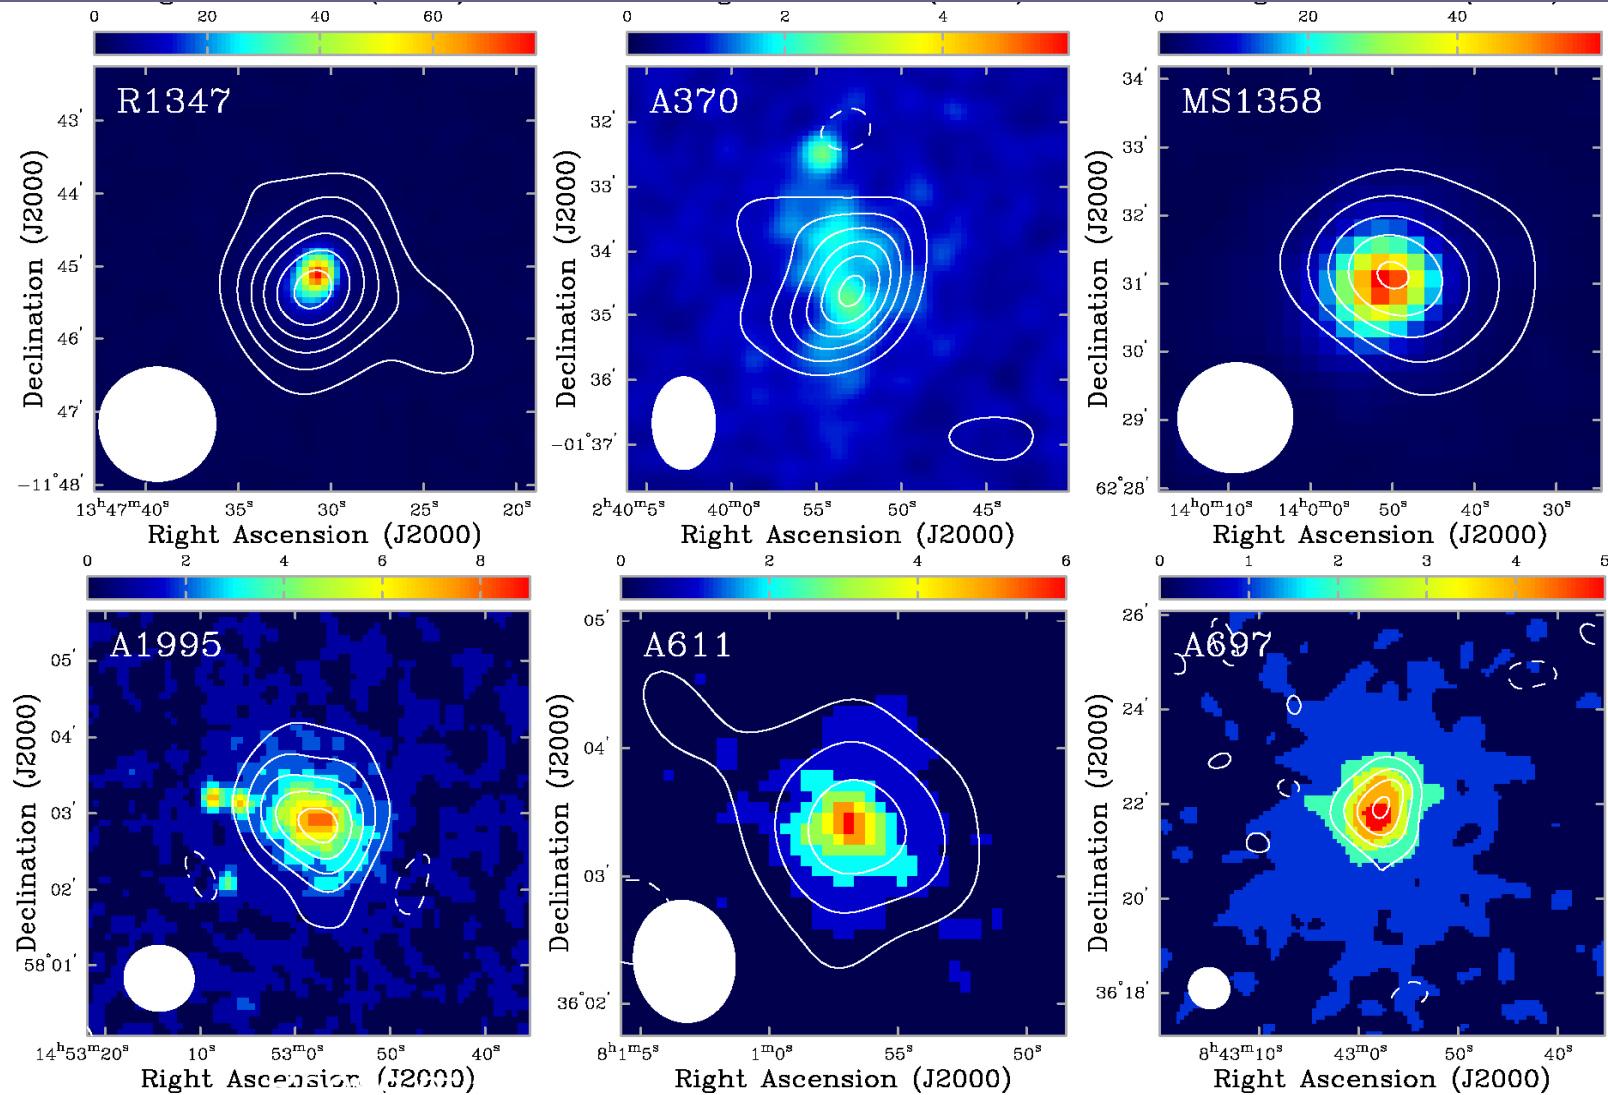 0 20 40 60
0 2 4
0 20 40
R1347
43′
44′
45′
46′
47′
−11°48′
Declination (J2000)
13ʰ47ᵐ40ˢ 35ˢ 30ˢ 25ˢ 20ˢ
Right Ascension (J2000)
A370
32′
33′
34′
35′
36′
−01°37′
Declination (J2000)
2ʰ40ᵐ5ˢ 40ᵐ0ˢ 55ˢ 50ˢ 45ˢ
Right Ascension (J2000)
MS1358
34′
33′
32′
31′
30′
29′
62°28′
Declination (J2000)
14ʰ0ᵐ10ˢ 14ʰ0ᵐ0ˢ 50ˢ 40ˢ 30ˢ
Right Ascension (J2000)
0 2 4 6 8
A1995
05′
04′
03′
02′
58°01′
Declination (J2000)
14ʰ53ᵐ20ˢ 10ˢ 53ᵐ0ˢ 50ˢ 40ˢ
Right Ascension (J2000)
0 2 4 6
A611
05′
04′
03′
36°02′
Declination (J2000)
8ʰ1ᵐ5ˢ 1ᵐ0ˢ 55ˢ 50ˢ
Right Ascension (J2000)
0 1 2 3 4 5
A697
26′
24′
22′
20′
36°18′
Declination (J2000)
8ʰ43ᵐ10ˢ 43ᵐ0ˢ 50ˢ 40ˢ
Right Ascension (J2000)